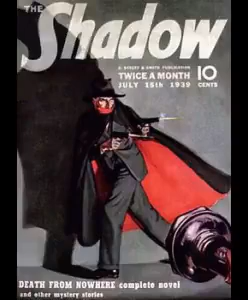 THE
Shadow
A STREET & SMITH PUBLICATION
TWICE A MONTH
JULY 15th 1939
10
CENTS
DEATH FROM NOWHERE complete novel
and other mystery stories